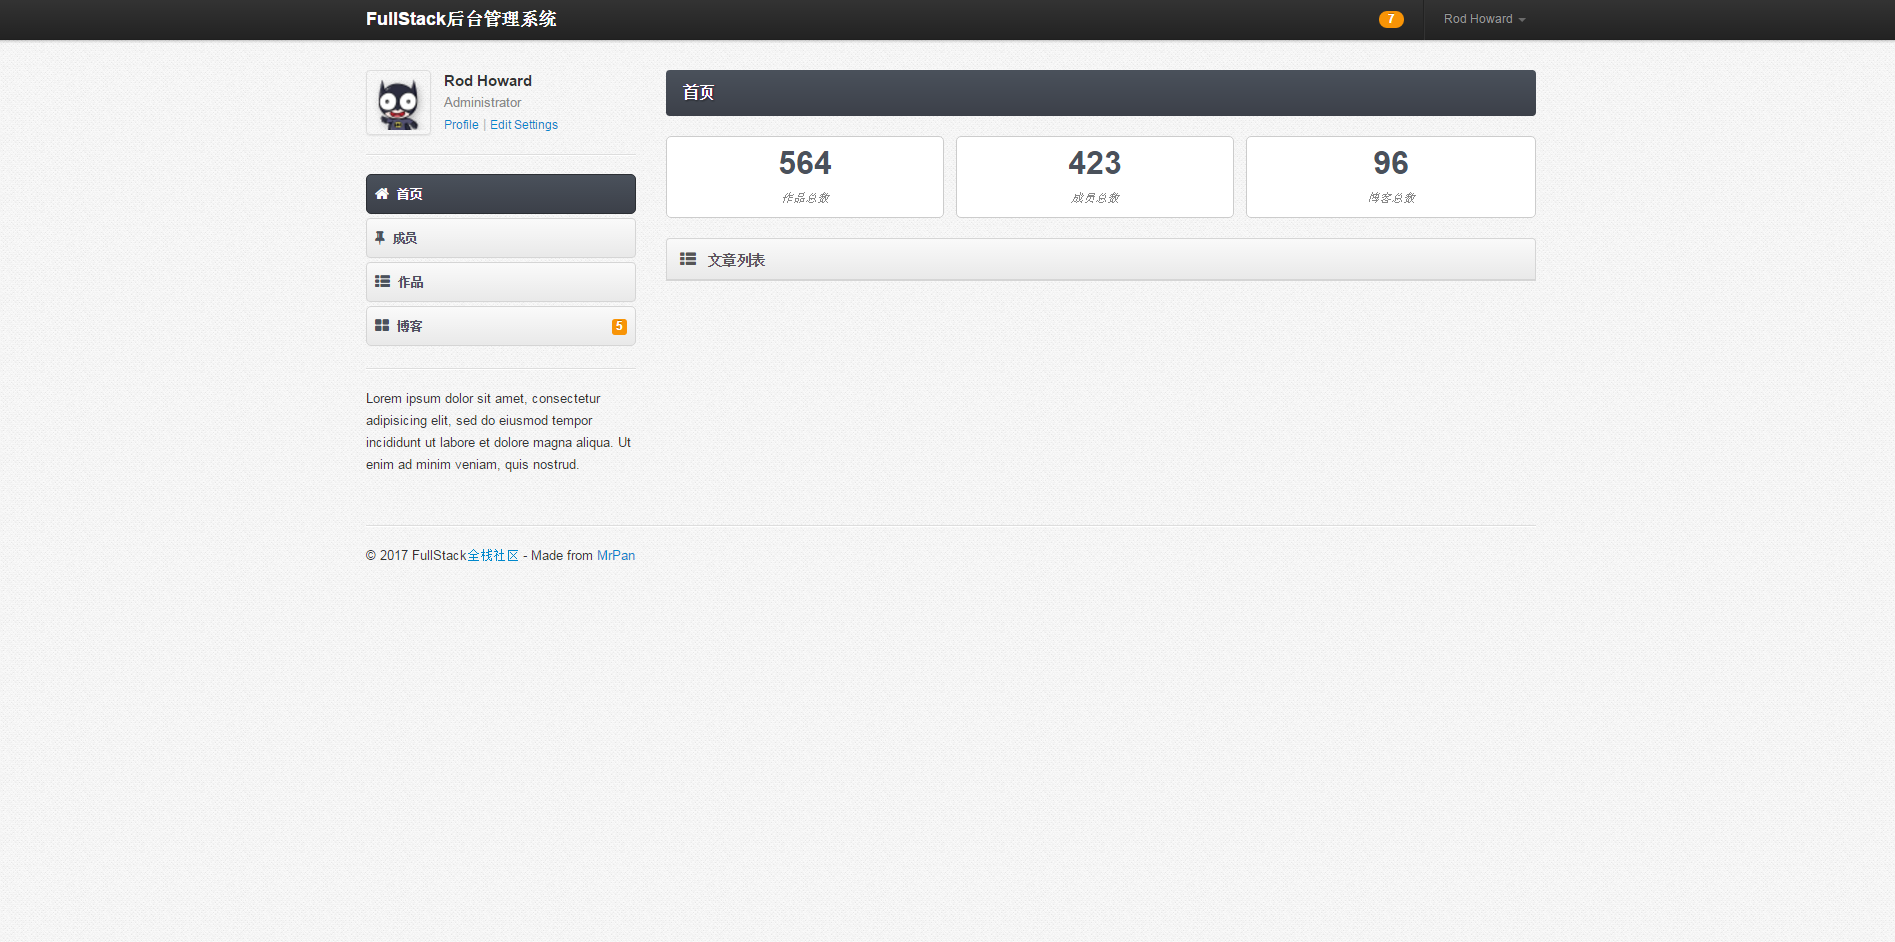 FullStack后台管理系统
7
Rod Howard
Rod Howard
Administrator
Profile | Edit Settings
首页
成员
作品
博客
5
Lorem ipsum dolor sit amet, consectetur
adipisicing elit, sed do eiusmod tempor
incididunt ut labore et dolore magna aliqua. Ut
enim ad minim veniam, quis nostrud.
首页
564
作品总数
423
成员总数
96
博客总数
文章列表
© 2017 FullStack全栈社区 - Made from MrPan